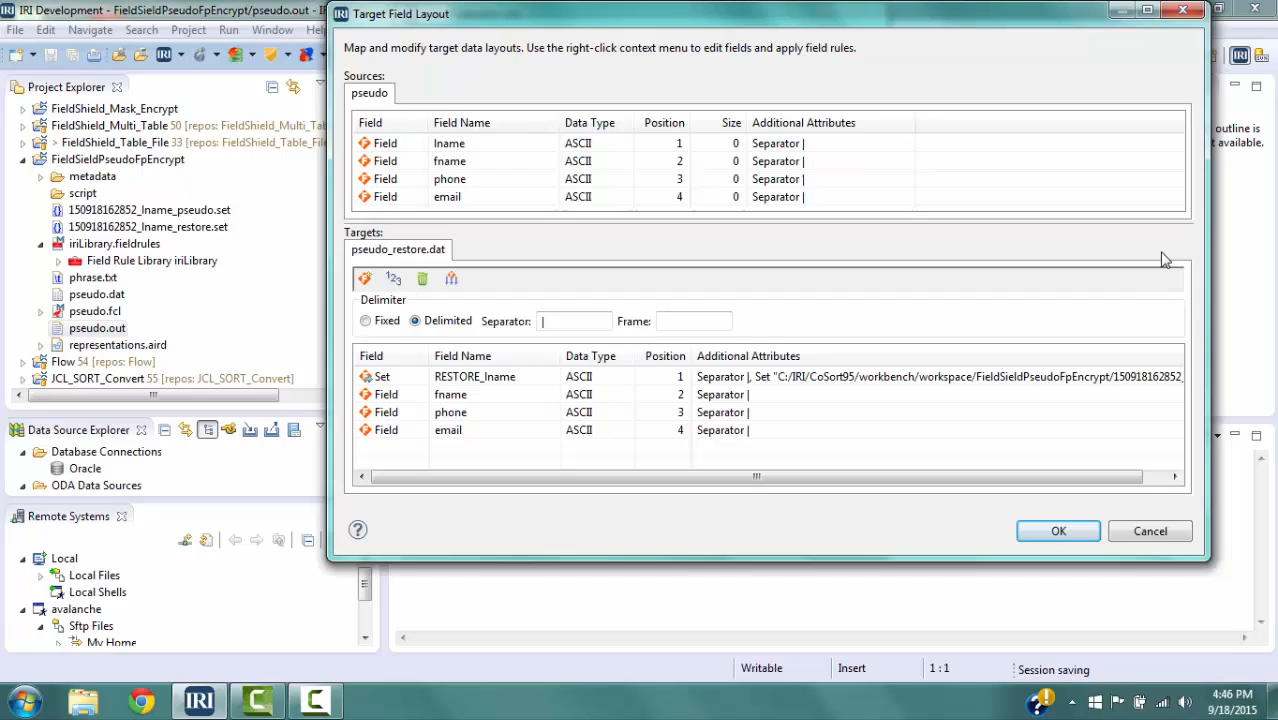 IRI Development - FieldSieldPseudoFpEncrypt/pseudo.out -
Target Field Layout
File Edit Navigate Search Project Run Window
Map and modify target data layouts. Use the right-click context menu to edit fields and apply field rules.
Sources:
pseudo
Project Explorer
FieldShield_Mask_Encrypt
FieldShield_Multi_Table 50 [repos: FieldShield_Multi_Ta
> FieldShield_Table_File 33 [repos: FieldShield_Table_File
FieldSieldPseudoFpEncrypt
metadata
script
150918162852_lname_pseudo.set
150918162852_lname_restore.set
iriLibrary.fieldrules
Field Rule Library iriLibrary
phrase.txt
pseudo.dat
pseudo.fcl
pseudo.out
representations.aird
Flow 54 [repos: Flow]
JCL_SORT_Convert 55 [repos: JCL_SORT_Convert]
Field Field Name Data Type Position Size Additional Attributes
Field lname ASCII 1 0 Separator |
Field fname ASCII 2 0 Separator |
Field phone ASCII 3 0 Separator |
Field email ASCII 4 0 Separator |
Targets:
pseudo_restore.dat
Delimiter
Fixed Delimited Separator: | Frame:
Field Field Name Data Type Position Additional Attributes
Set RESTORE_lname ASCII 1 Separator |, Set "C:/IRI/CoSort95/workbench/workspace/FieldSieldPseudoFpEncrypt/150918162852_
Field fname ASCII 2 Separator |
Field phone ASCII 3 Separator |
Field email ASCII 4 Separator |
OK Cancel
outline is
t available.
Data Source Explorer
Database Connections
Oracle
ODA Data Sources
Remote Systems
Local
Local Files
Local Shells
avalanche
Sftp Files
My Home
Writable Insert 1 : 1 Session saving
IRI
4:46 PM
9/18/2015